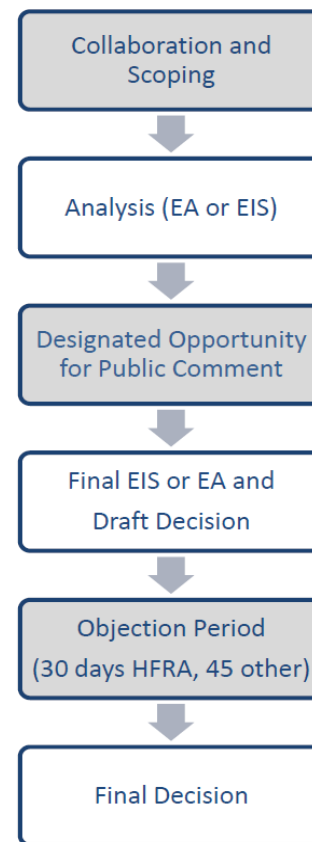 Collaboration and
Scoping
Analysis (EA or EIS)
Designated Opportunity
for Public Comment
Final EIS or EA and
Draft Decision
Objection Period
(30 days HFRA, 45 other)
Final Decision